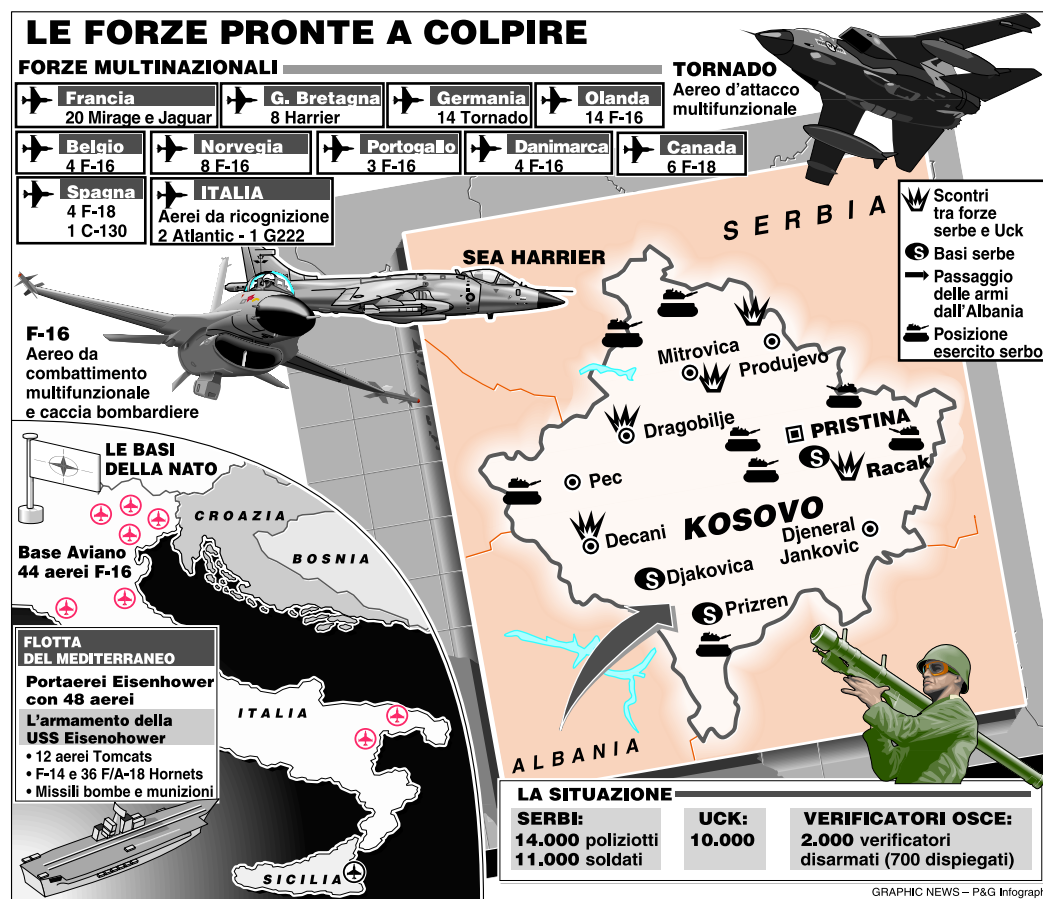 LE FORZE PRONTE A COLPIRE
FORZE MULTINAZIONALI
Francia
20 Mirage e Jaguar
G. Bretagna
8 Harrier
Germania
14 Tornado
Olanda
14 F-16
Belgio
4 F-16
Norvegia
8 F-16
Portogallo
3 F-16
Danimarca
4 F-16
Canada
6 F-18
Spagna
4 F-18
1 C-130
ITALIA
Aerei da ricognizione
2 Atlantic - 1 G222
TORNADO
Aereo d'attacco
multifunzionale
SEA HARRIER
F-16
Aereo da
combattimento
multifunzionale
e caccia bombardiere
Scontri
tra forze
serbe e Uck
S Basi serbe
Passaggio
delle armi
dall'Albania
Posizione
esercito serbo
SERBIA
Mitrovica
Produjevo
Dragobilje
PRISTINA
S
Racak
Pec
KOSOVO
Decani
Djeneral
Jankovic
S Djakovica
S Prizren
ALBANIA
LE BASI
DELLA NATO
CROAZIA
BOSNIA
Base Aviano
44 aerei F-16
ITALIA
SICILIA
FLOTTA
DEL MEDITERRANEO
Portaerei Eisenhower
con 48 aerei
L'armamento della
USS Eisenohower
• 12 aerei Tomcats
• F-14 e 36 F/A-18 Hornets
• Missili bombe e munizioni
LA SITUAZIONE
SERBI:
14.000 poliziotti
11.000 soldati
UCK:
10.000
VERIFICATORI OSCE:
2.000 verificatori
disarmati (700 dispiegati)
GRAPHIC NEWS – P&G Infograph